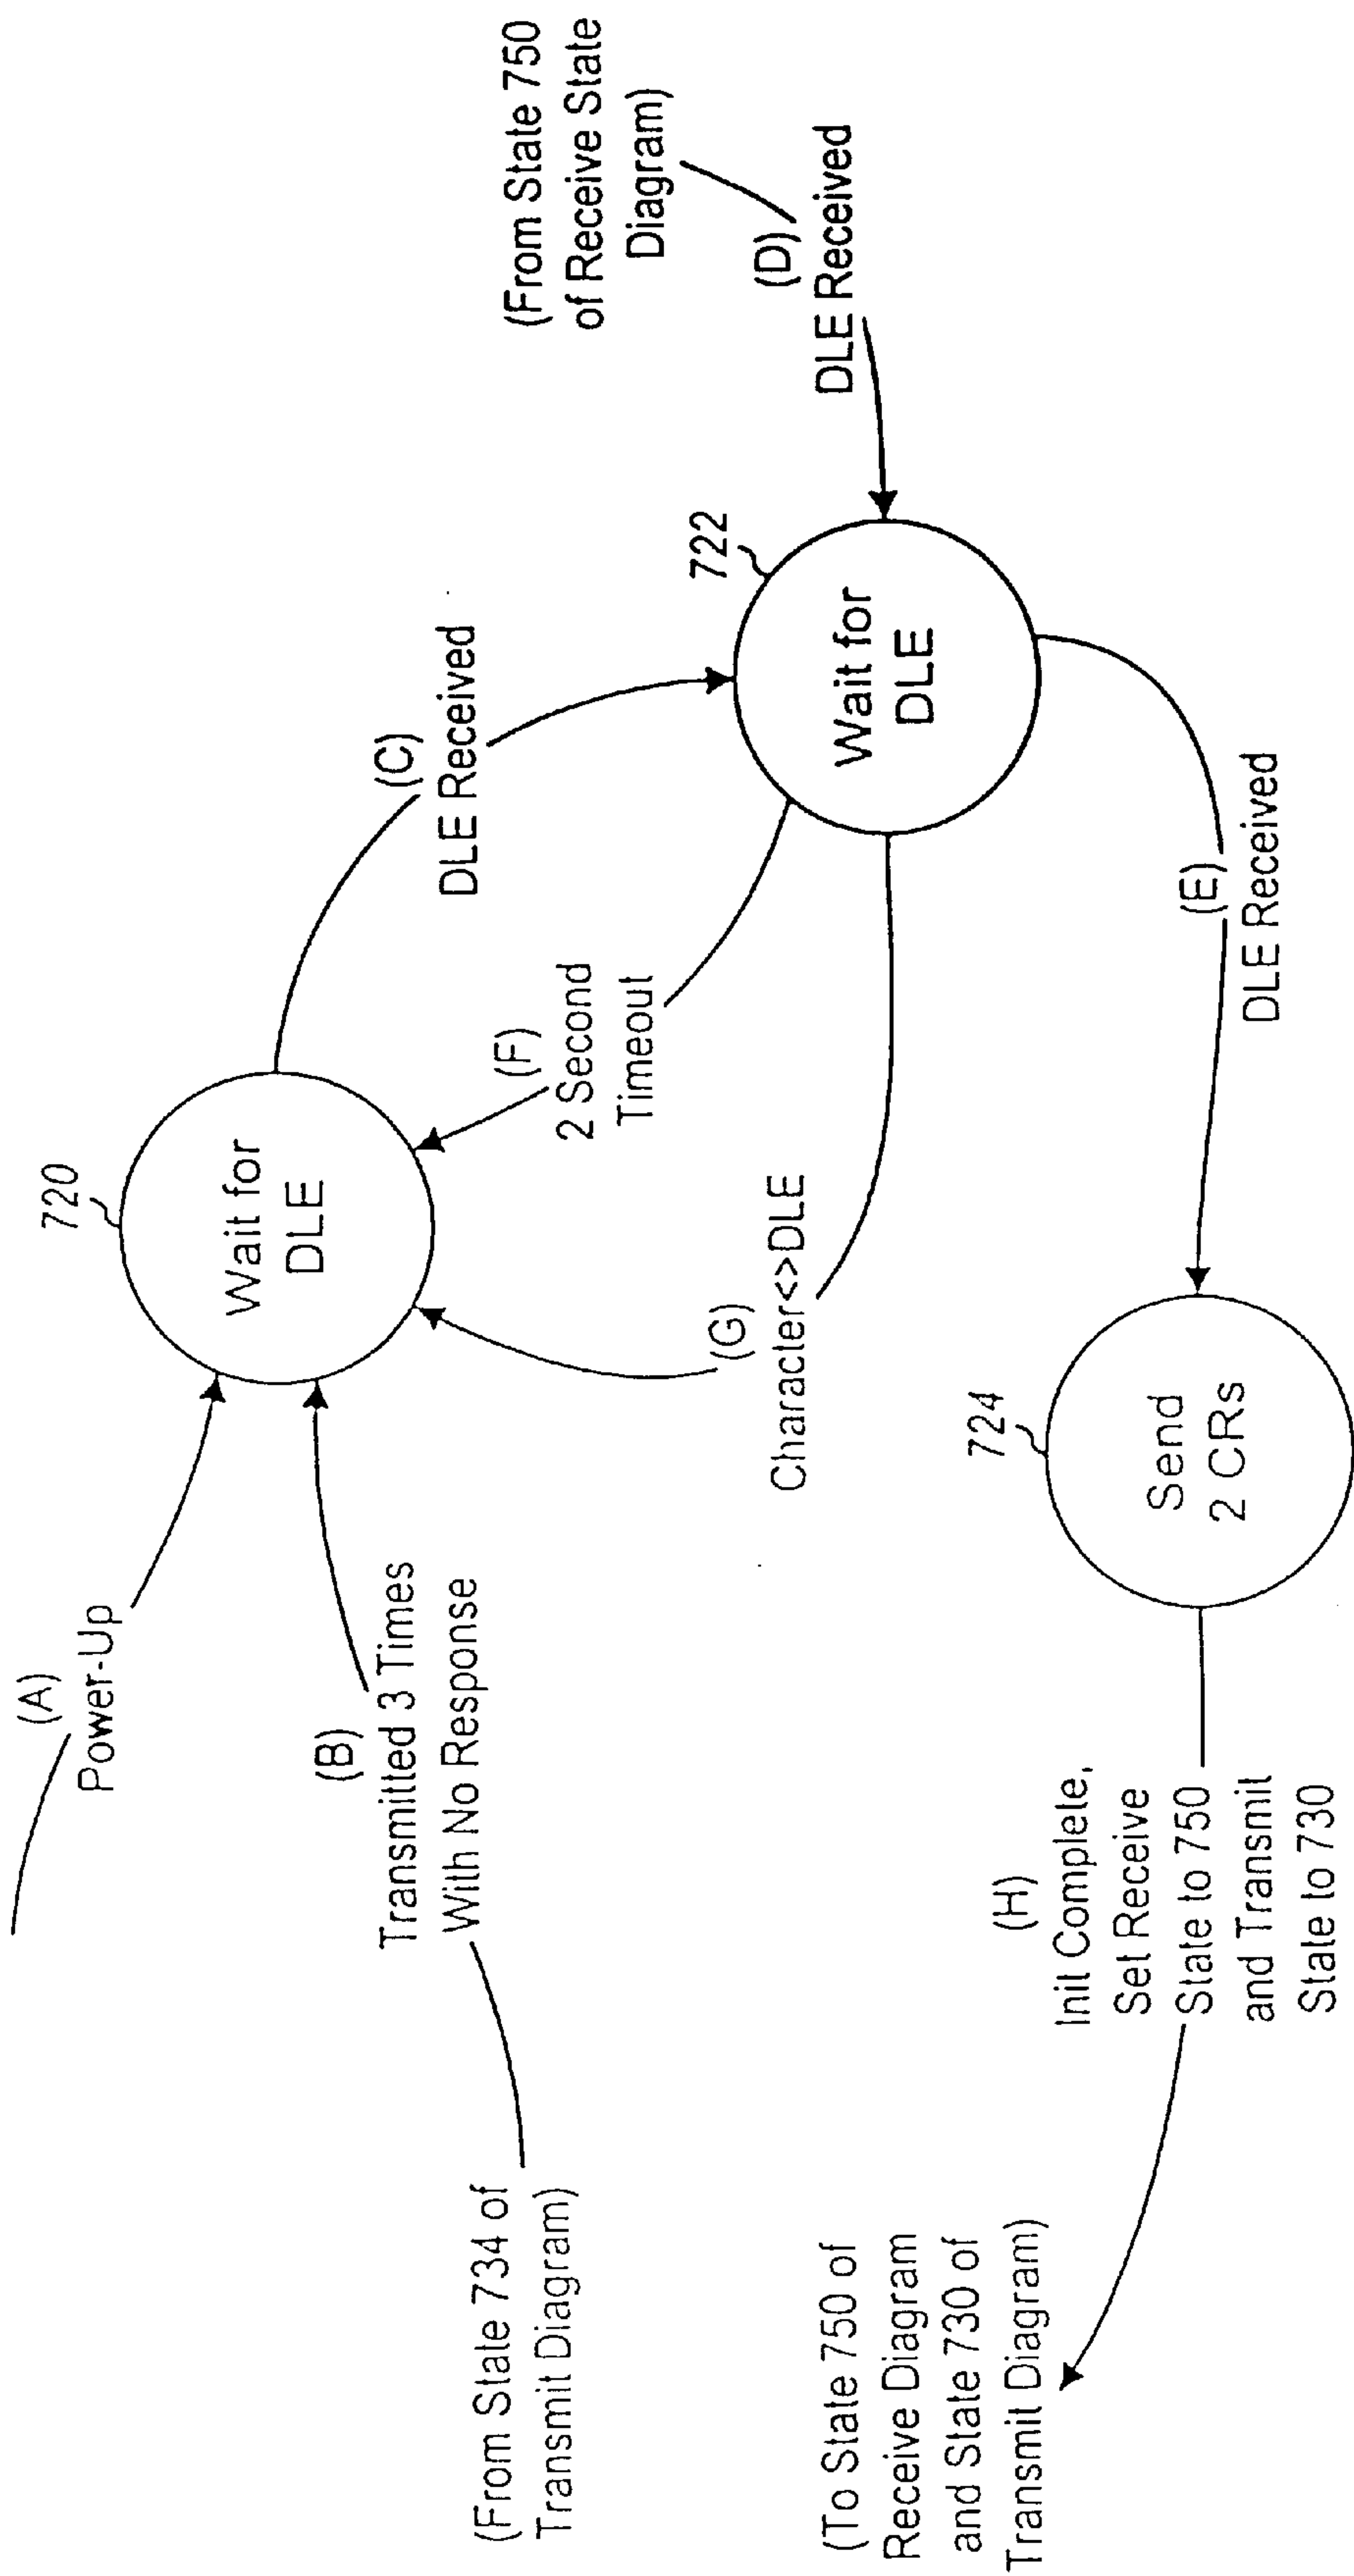 (A)
Power-Up
(B)
Transmitted 3 Times
With No Response
(From State 734 of
Transmit Diagram)
720
Wait for
DLE
(C)
DLE Received
(F)
2 Second
Timeout
(G)
Character<>DLE
722
Wait for
DLE
(From State 750
of Receive State
Diagram)
(D)
DLE Received
(E)
DLE Received
724
Send
2 CRs
(H)
Init Complete,
Set Receive
State to 750
and Transmit
State to 730
(To State 750 of
Receive Diagram
and State 730 of
Transmit Diagram)